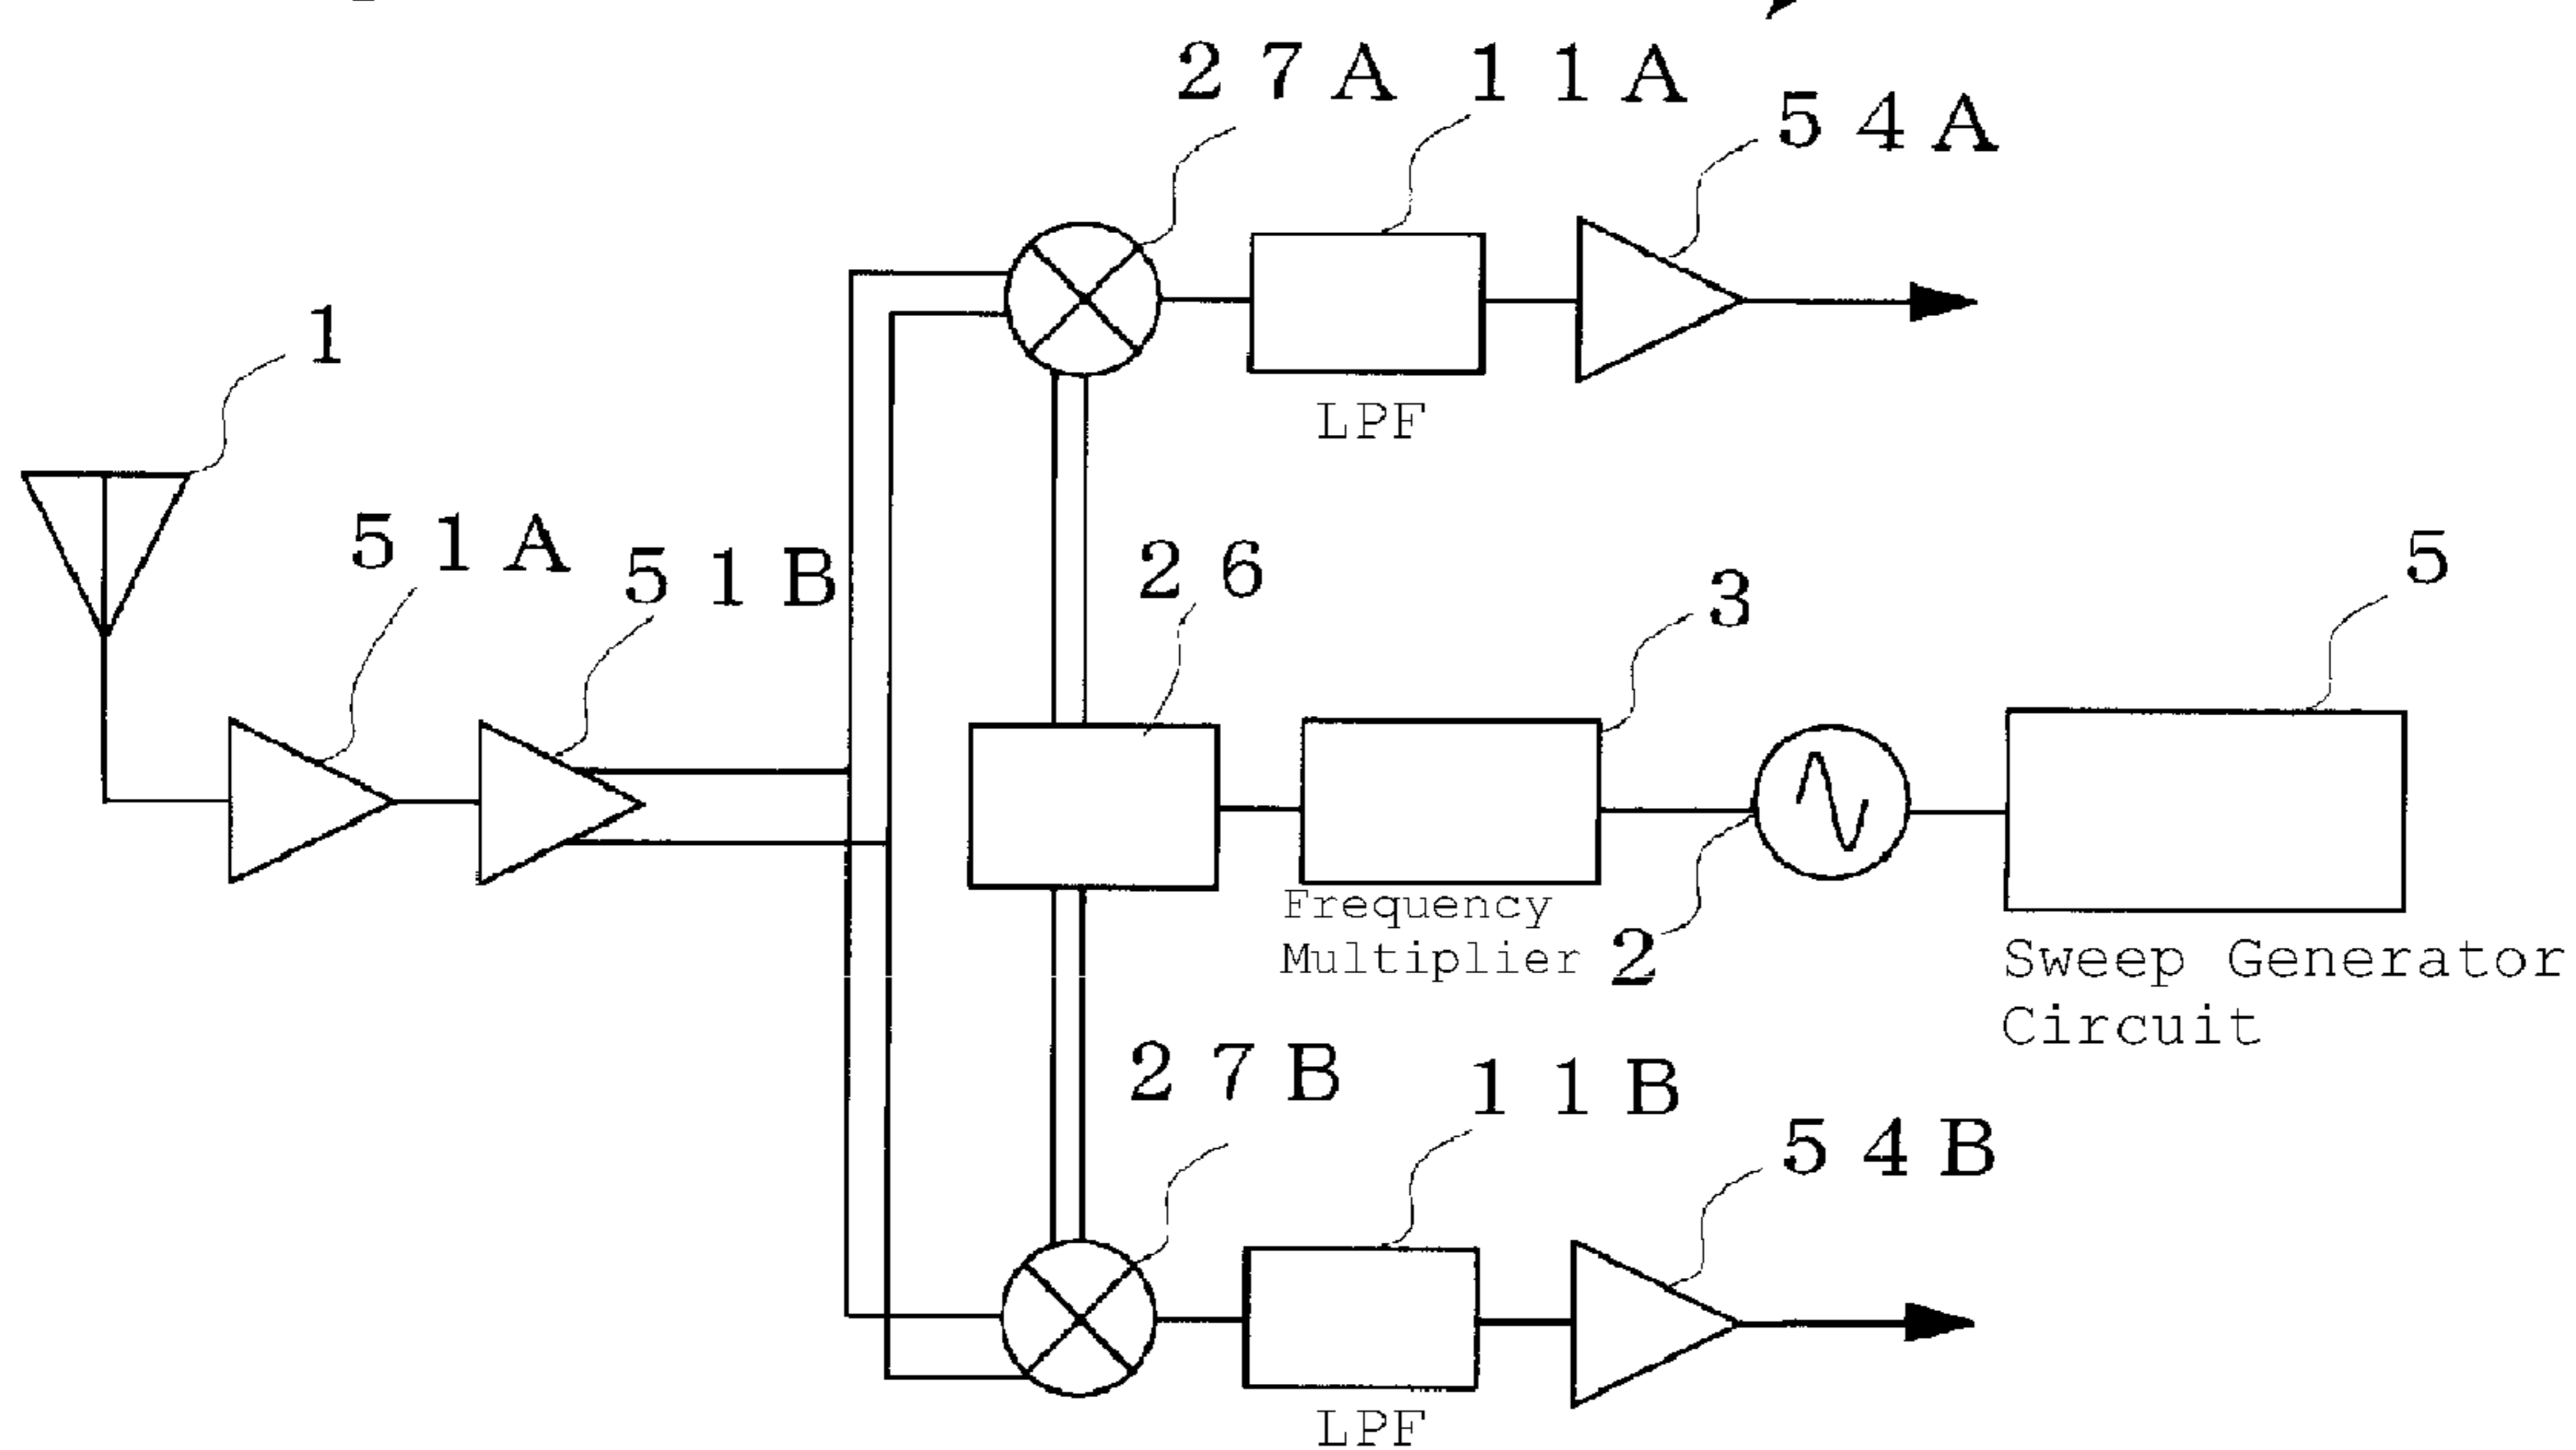 27A
11A
54A
1
LPF
51A
51B
26
3
5
Frequency
Multiplier
2
Sweep Generator
Circuit
27B
11B
54B
LPF